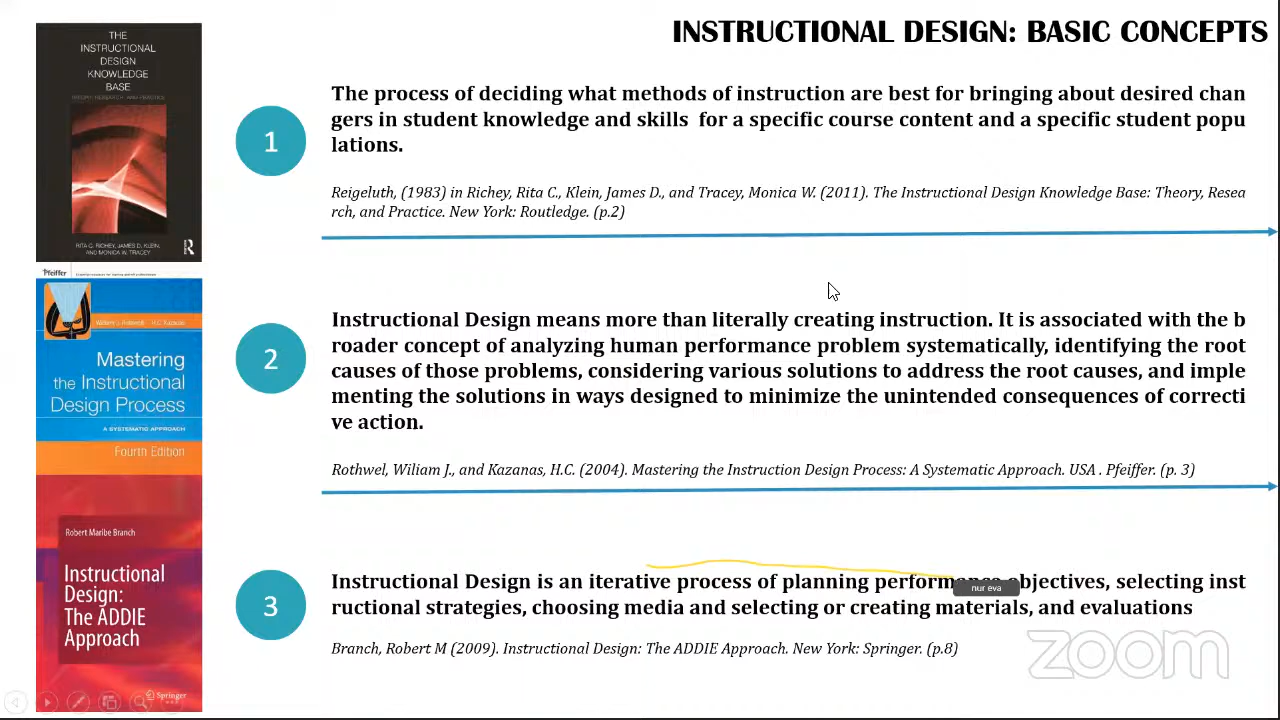 INSTRUCTIONAL DESIGN: BASIC CONCEPTS
THE
INSTRUCTIONAL
DESIGN
KNOWLEDGE
BASE
THEORY, RESEARCH, AND PRACTICE
RITA C. RICHEY, JAMES D. KLEIN,
AND MONICA W. TRACEY
R
1
The process of deciding what methods of instruction are best for bringing about desired chan
gers in student knowledge and skills for a specific course content and a specific student popu
lations.
Reigeluth, (1983) in Richey, Rita C., Klein, James D., and Tracey, Monica W. (2011). The Instructional Design Knowledge Base: Theory, Resea
rch, and Practice. New York: Routledge. (p.2)
Pfeiffer
William J. Rothwell H.C. Kazanas
Mastering
the Instructional
Design Process
A SYSTEMATIC APPROACH
Fourth Edition
2
Instructional Design means more than literally creating instruction. It is associated with the b
roader concept of analyzing human performance problem systematically, identifying the root
causes of those problems, considering various solutions to address the root causes, and imple
menting the solutions in ways designed to minimize the unintended consequences of correcti
ve action.
Rothwel, Wiliam J., and Kazanas, H.C. (2004). Mastering the Instruction Design Process: A Systematic Approach. USA . Pfeiffer. (p. 3)
Robert Maribe Branch
Instructional
Design:
The ADDIE
Approach
Springer
3
Instructional Design is an iterative process of planning performance objectives, selecting inst
ructional strategies, choosing media and selecting or creating materials, and evaluations
nur eva
Branch, Robert M (2009). Instructional Design: The ADDIE Approach. New York: Springer. (p.8)
zoom